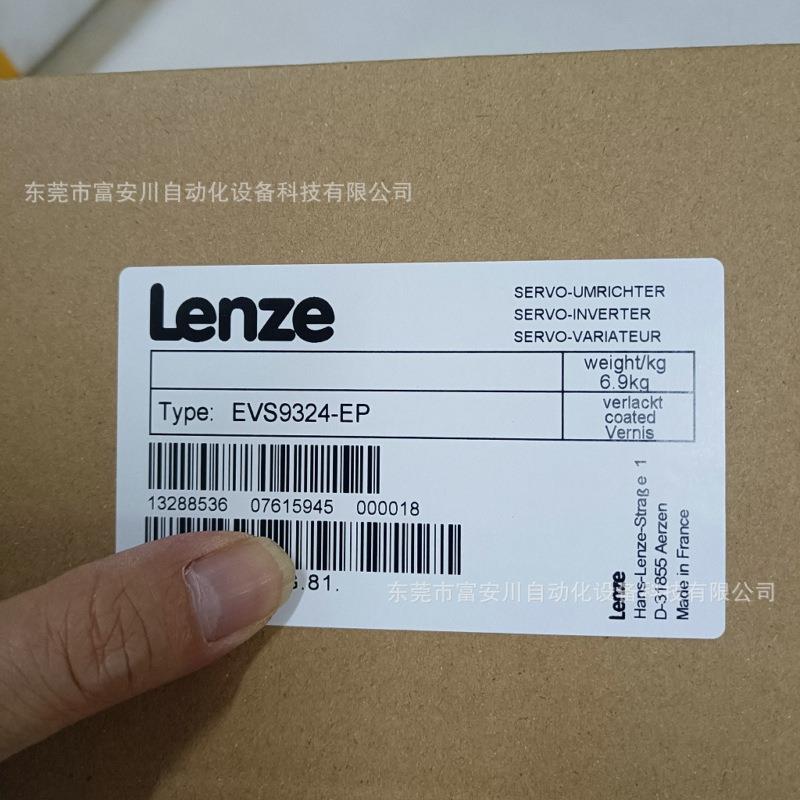 东莞市富安川自动化设备科技有限公司
Lenze
SERVO-UMRICHTER
SERVO-INVERTER
SERVO-VARIATEUR
weight/kg
6.9kg
Type: EVS9324-EP
verlackt
coated
Vernis
13288536 07615945 000018
.81.
东莞市富安川自动化设备科技有限公司
Lenze
Hans-Lenze-Straße 1
D-31855 Aerzen
Made in France